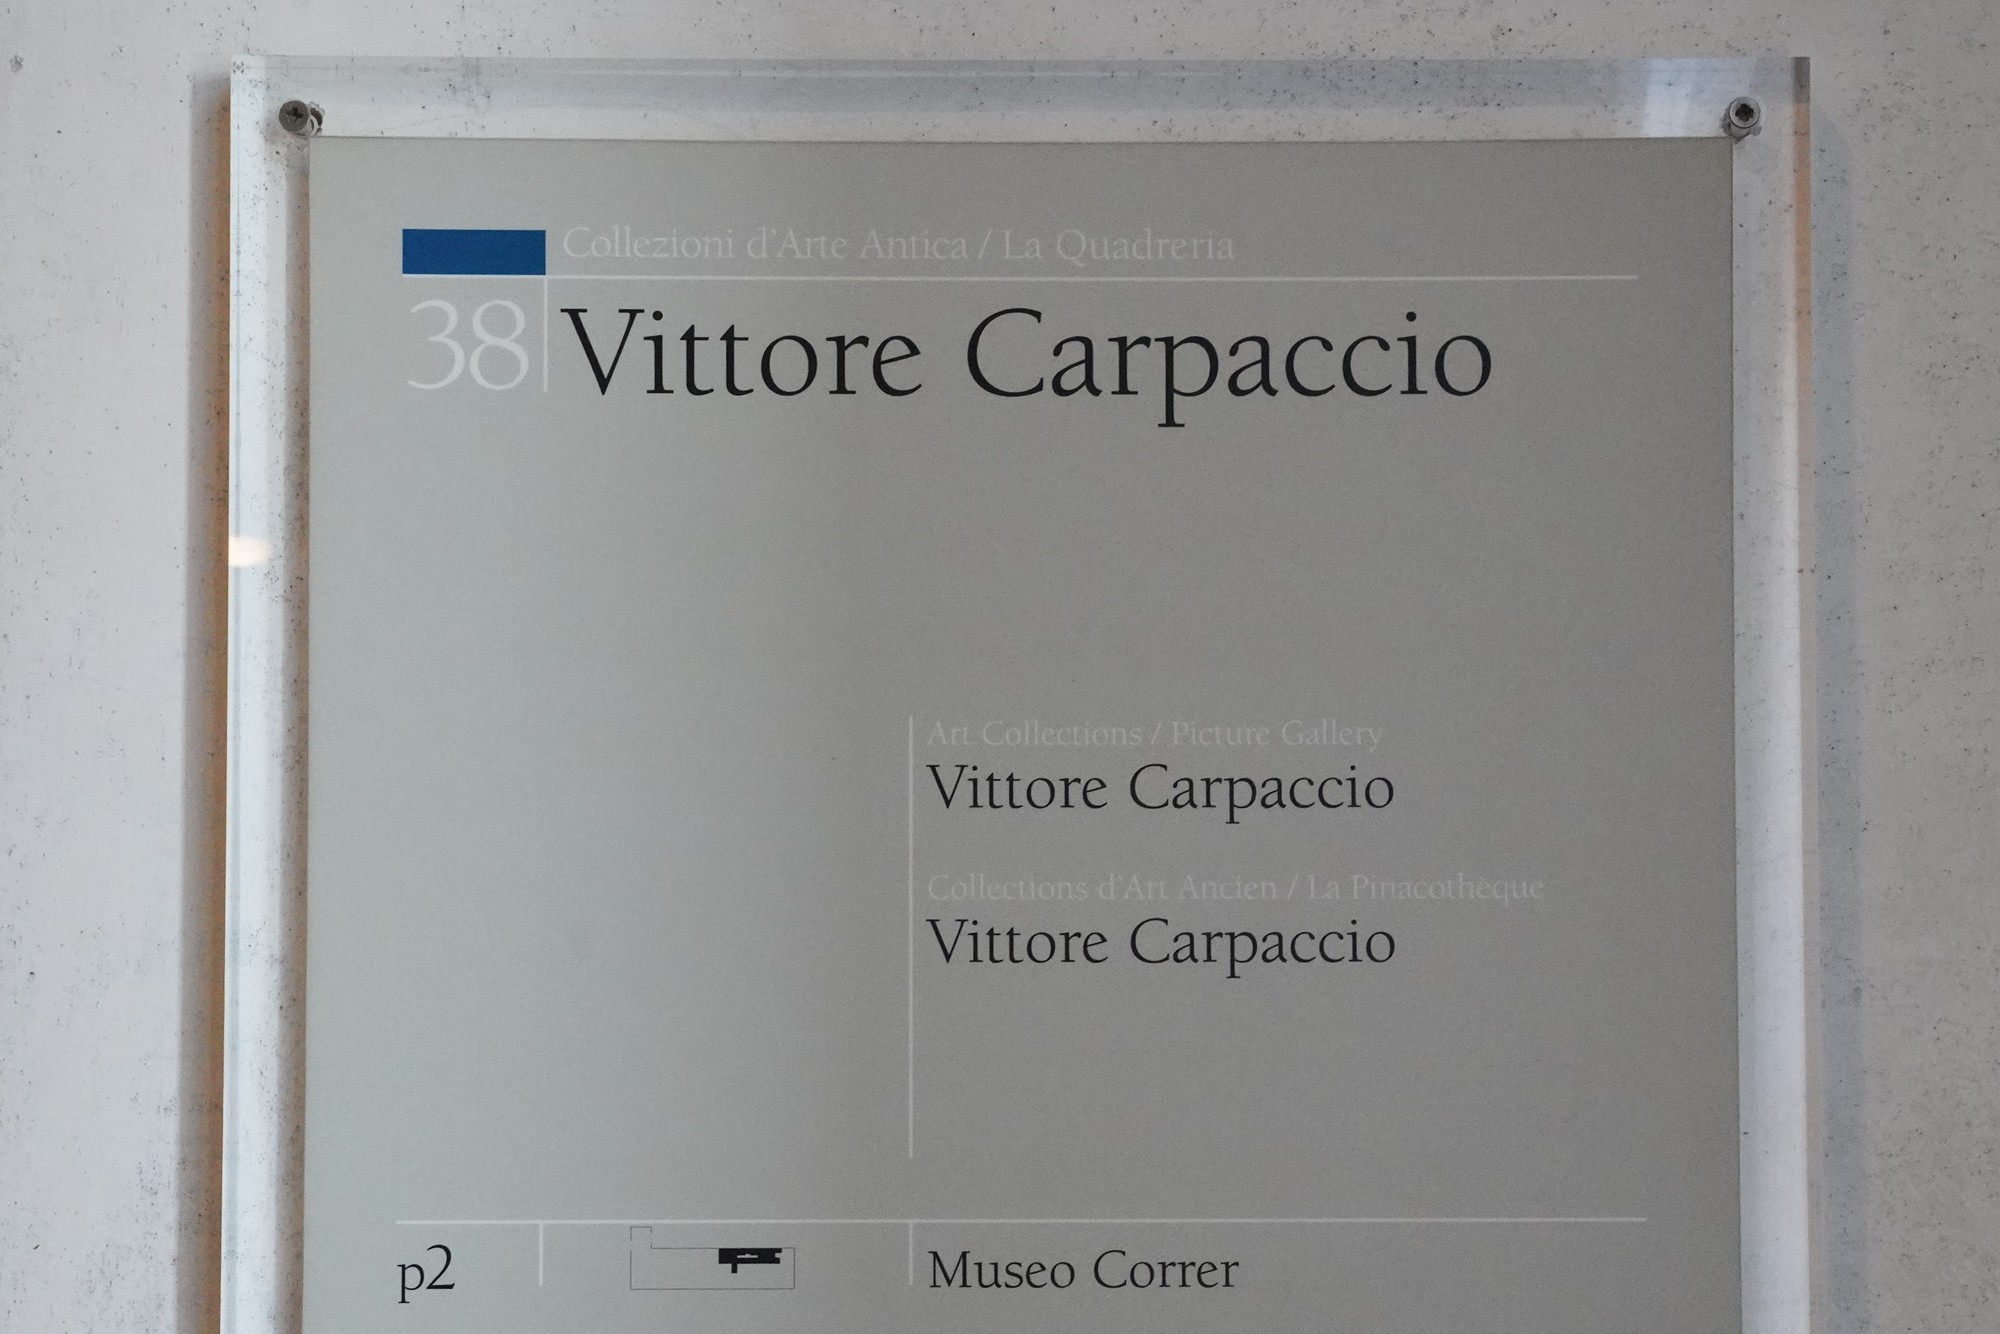 Collezioni d'Arte Antica / La Quadreria
38 Vittore Carpaccio
Art Collections / Picture Gallery
Vittore Carpaccio
Collections d'Art Ancien / La Pinacothèque
Vittore Carpaccio
p2 Museo Correr